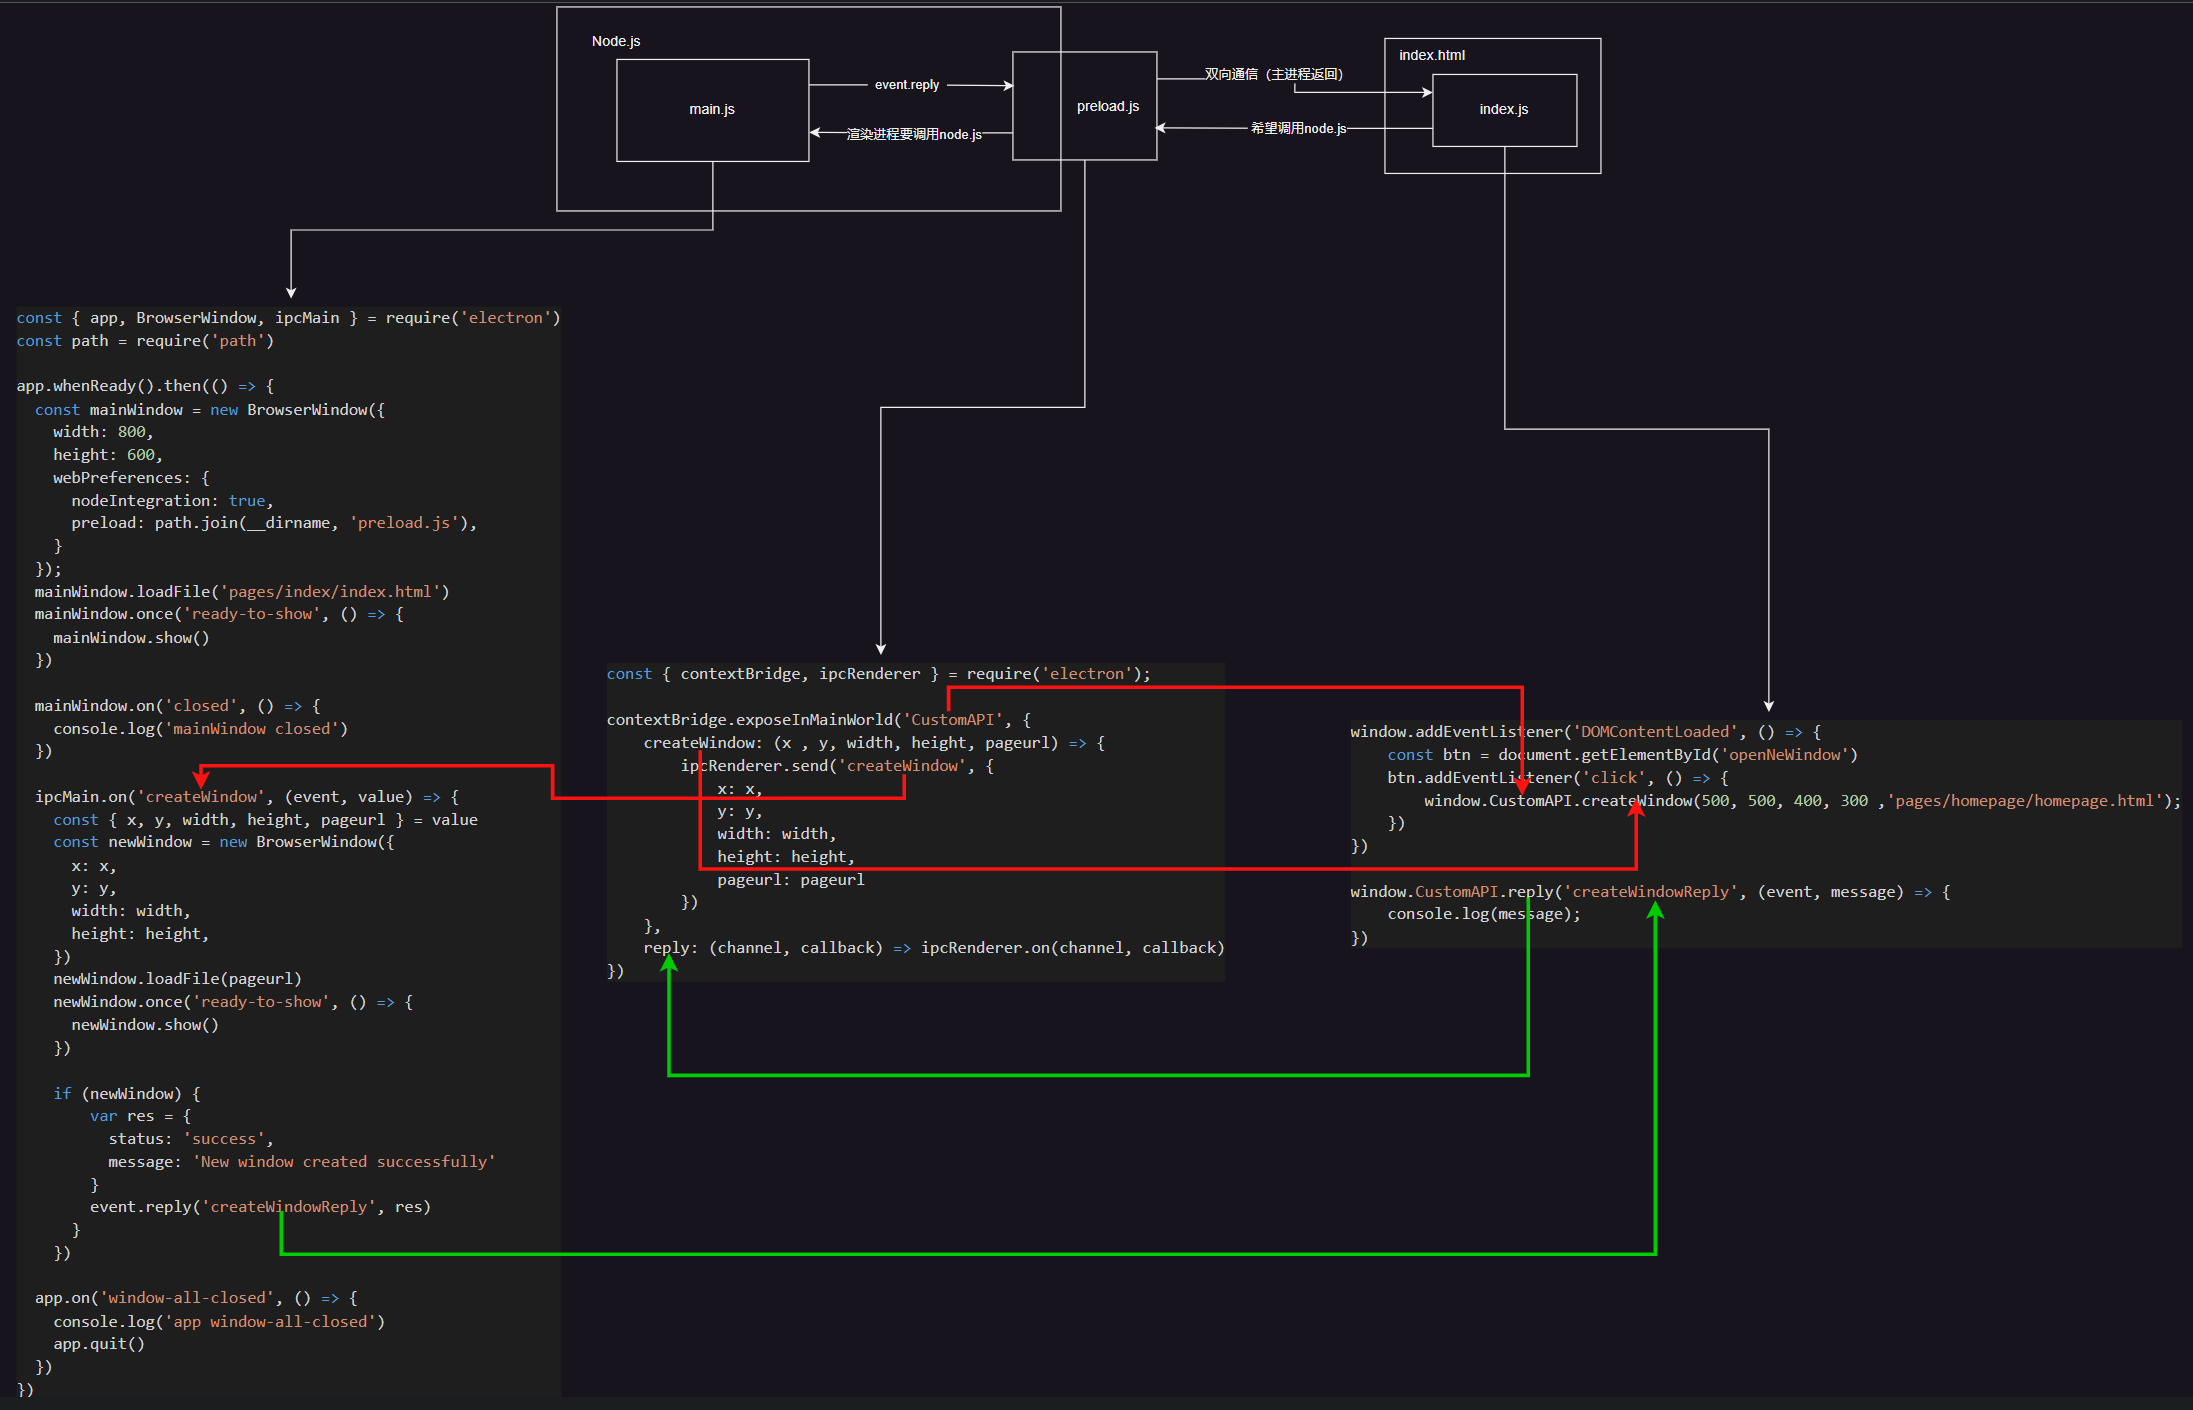 Node.js
main.js
event.reply
渲染进程要调用node.js
preload.js
双向通信（主进程返回）
希望调用node.js
index.html
index.js
const { app, BrowserWindow, ipcMain } = require('electron')
const path = require('path')
app.whenReady().then(() => {
  const mainWindow = new BrowserWindow({
    width: 800,
    height: 600,
    webPreferences: {
      nodeIntegration: true,
      preload: path.join(__dirname, 'preload.js'),
    }
  });
  mainWindow.loadFile('pages/index/index.html')
  mainWindow.once('ready-to-show', () => {
    mainWindow.show()
  })
  mainWindow.on('closed', () => {
    console.log('mainWindow closed')
  })
  ipcMain.on('createWindow', (event, value) => {
    const { x, y, width, height, pageurl } = value
    const newWindow = new BrowserWindow({
      x: x,
      y: y,
      width: width,
      height: height,
    })
    newWindow.loadFile(pageurl)
    newWindow.once('ready-to-show', () => {
      newWindow.show()
    })
    if (newWindow) {
        var res = {
          status: 'success',
          message: 'New window created successfully'
        }
        event.reply('createWindowReply', res)
      }
    })
  app.on('window-all-closed', () => {
    console.log('app window-all-closed')
    app.quit()
  })
})
const { contextBridge, ipcRenderer } = require('electron');
contextBridge.exposeInMainWorld('CustomAPI', {
    createWindow: (x , y, width, height, pageurl) => {
        ipcRenderer.send('createWindow', {
            x: x,
            y: y,
            width: width,
            height: height,
            pageurl: pageurl
        })
    },
    reply: (channel, callback) => ipcRenderer.on(channel, callback)
})
window.addEventListener('DOMContentLoaded', () => {
    const btn = document.getElementById('openNeWindow')
    btn.addEventListener('click', () => {
        window.CustomAPI.createWindow(500, 500, 400, 300 ,'pages/homepage/homepage.html');
    })
})
window.CustomAPI.reply('createWindowReply', (event, message) => {
    console.log(message);
})